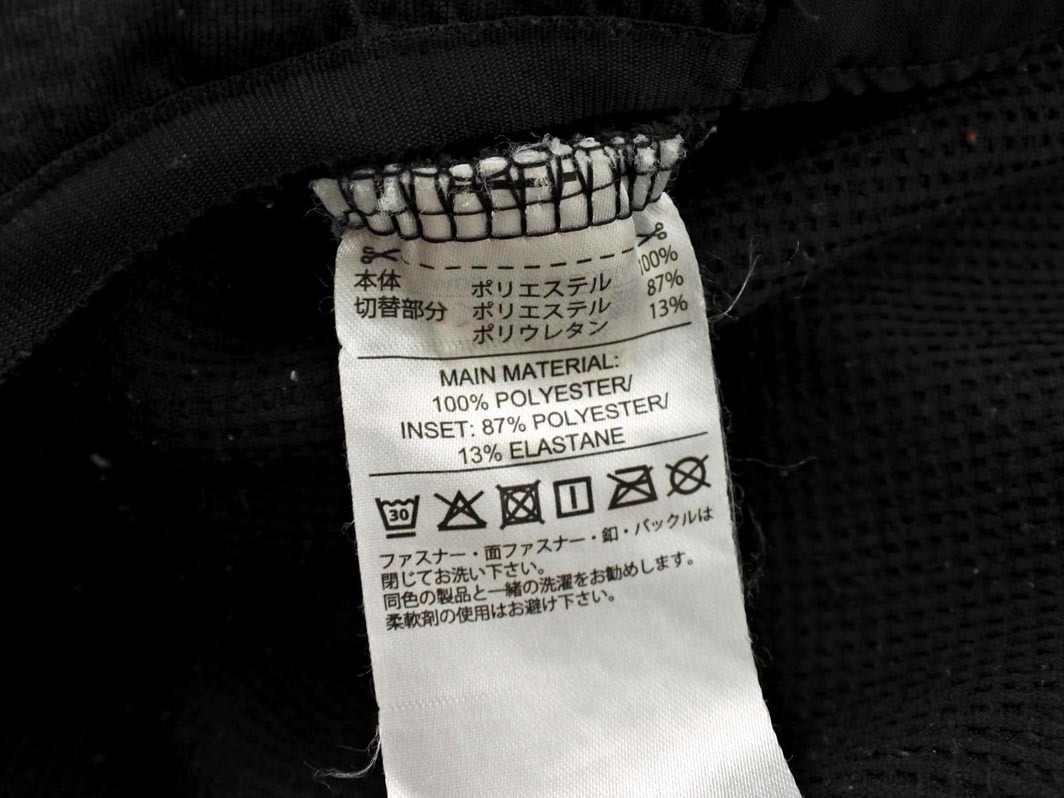 本体 ポリエステル 100%
切替部分 ポリエステル 87%
ポリウレタン 13%
MAIN MATERIAL:
100% POLYESTER/
INSET: 87% POLYESTER/
13% ELASTANE
30
ファスナー・面ファスナー・釦・バックルは
閉じてお洗い下さい。
同色の製品と一緒の洗濯をお勧めします。
柔軟剤の使用はお避け下さい。